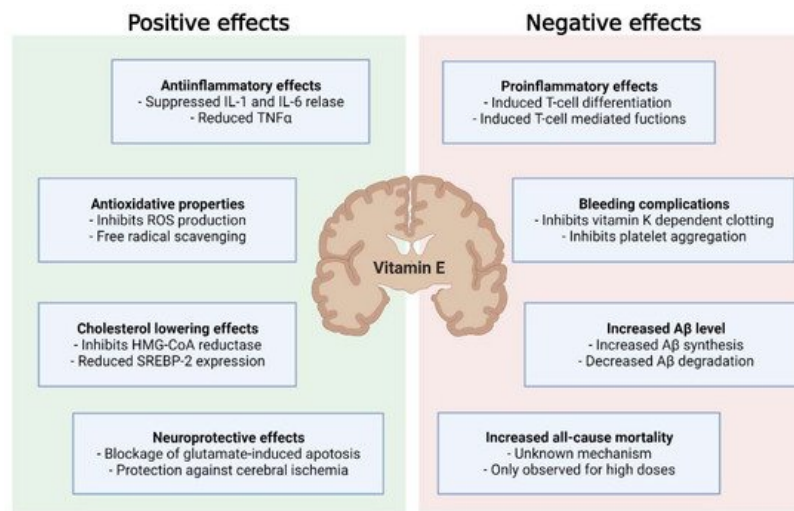 Positive effects
Negative effects
Antiinflammatory effects
- Suppressed IL-1 and IL-6 relase
- Reduced TNFα
Proinflammatory effects
- Induced T-cell differentiation
- Induced T-cell mediated fuctions
Antioxidative properties
- Inhibits ROS production
- Free radical scavenging
Bleeding complications
- Inhibits vitamin K dependent clotting
- Inhibits platelet aggregation
Vitamin E
Cholesterol lowering effects
- Inhibits HMG-CoA reductase
- Reduced SREBP-2 expression
Increased Aβ level
- Increased Aβ synthesis
- Decreased Aβ degradation
Neuroprotective effects
- Blockage of glutamate-induced apotosis
- Protection against cerebral ischemia
Increased all-cause mortality
- Unknown mechanism
- Only observed for high doses